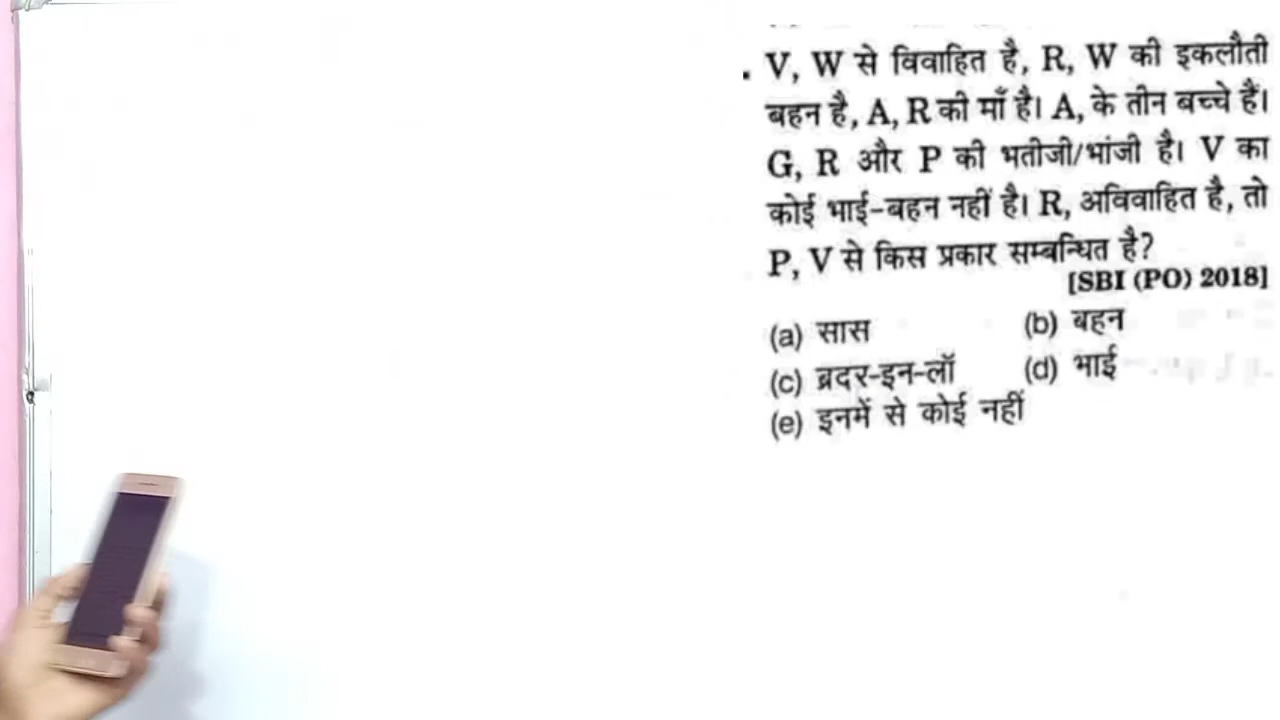 . V, W से विवाहित है, R, W की इकलौती
बहन है, A, R की माँ है। A, के तीन बच्चे हैं।
G, R और P की भतीजी/भांजी है। V का
कोई भाई-बहन नहीं है। R, अविवाहित है, तो
P, V से किस प्रकार सम्बन्धित है?
[SBI (PO) 2018]
(a) सास (b) बहन
(c) ब्रदर-इन-लॉ (d) भाई
(e) इनमें से कोई नहीं